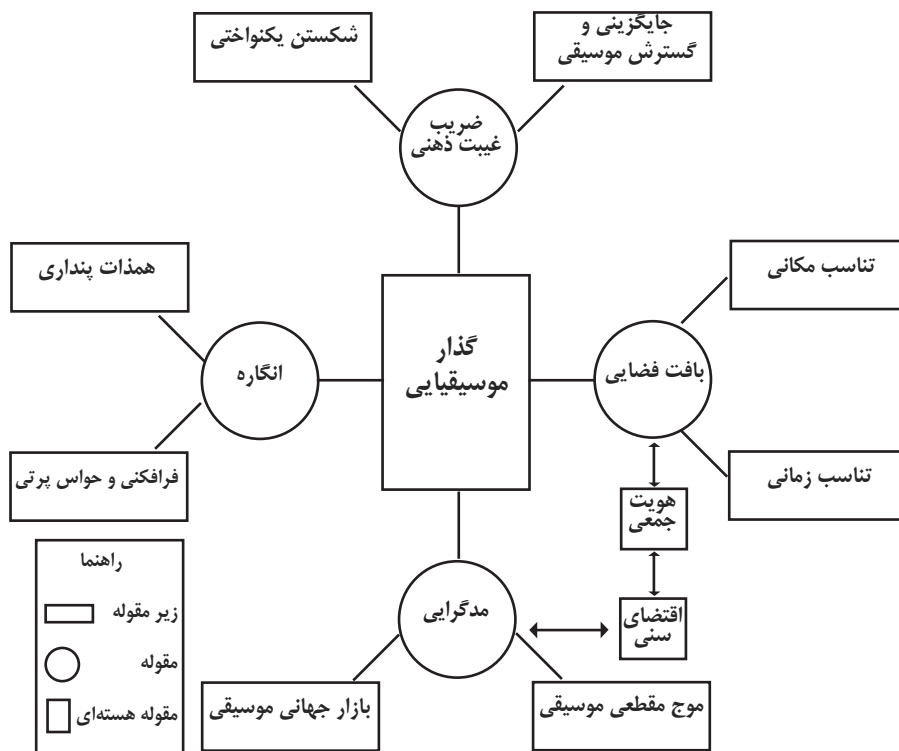 شکستن یکنواختی
جایگزینی و
گسترش موسیقی
ضریب
غیبت ذهنی
همذات پنداری
تناسب مکانی
گذار
موسیقیایی
انگاره
بافت فضایی
فرافکنی و حواس پرتی
تناسب زمانی
هویت
جمعی
راهنما
زیر مقوله
مقوله
مقوله هسته‌ای
مدگرایی
اقتضای
سنی
بازار جهانی موسیقی
موج مقطعی موسیقی